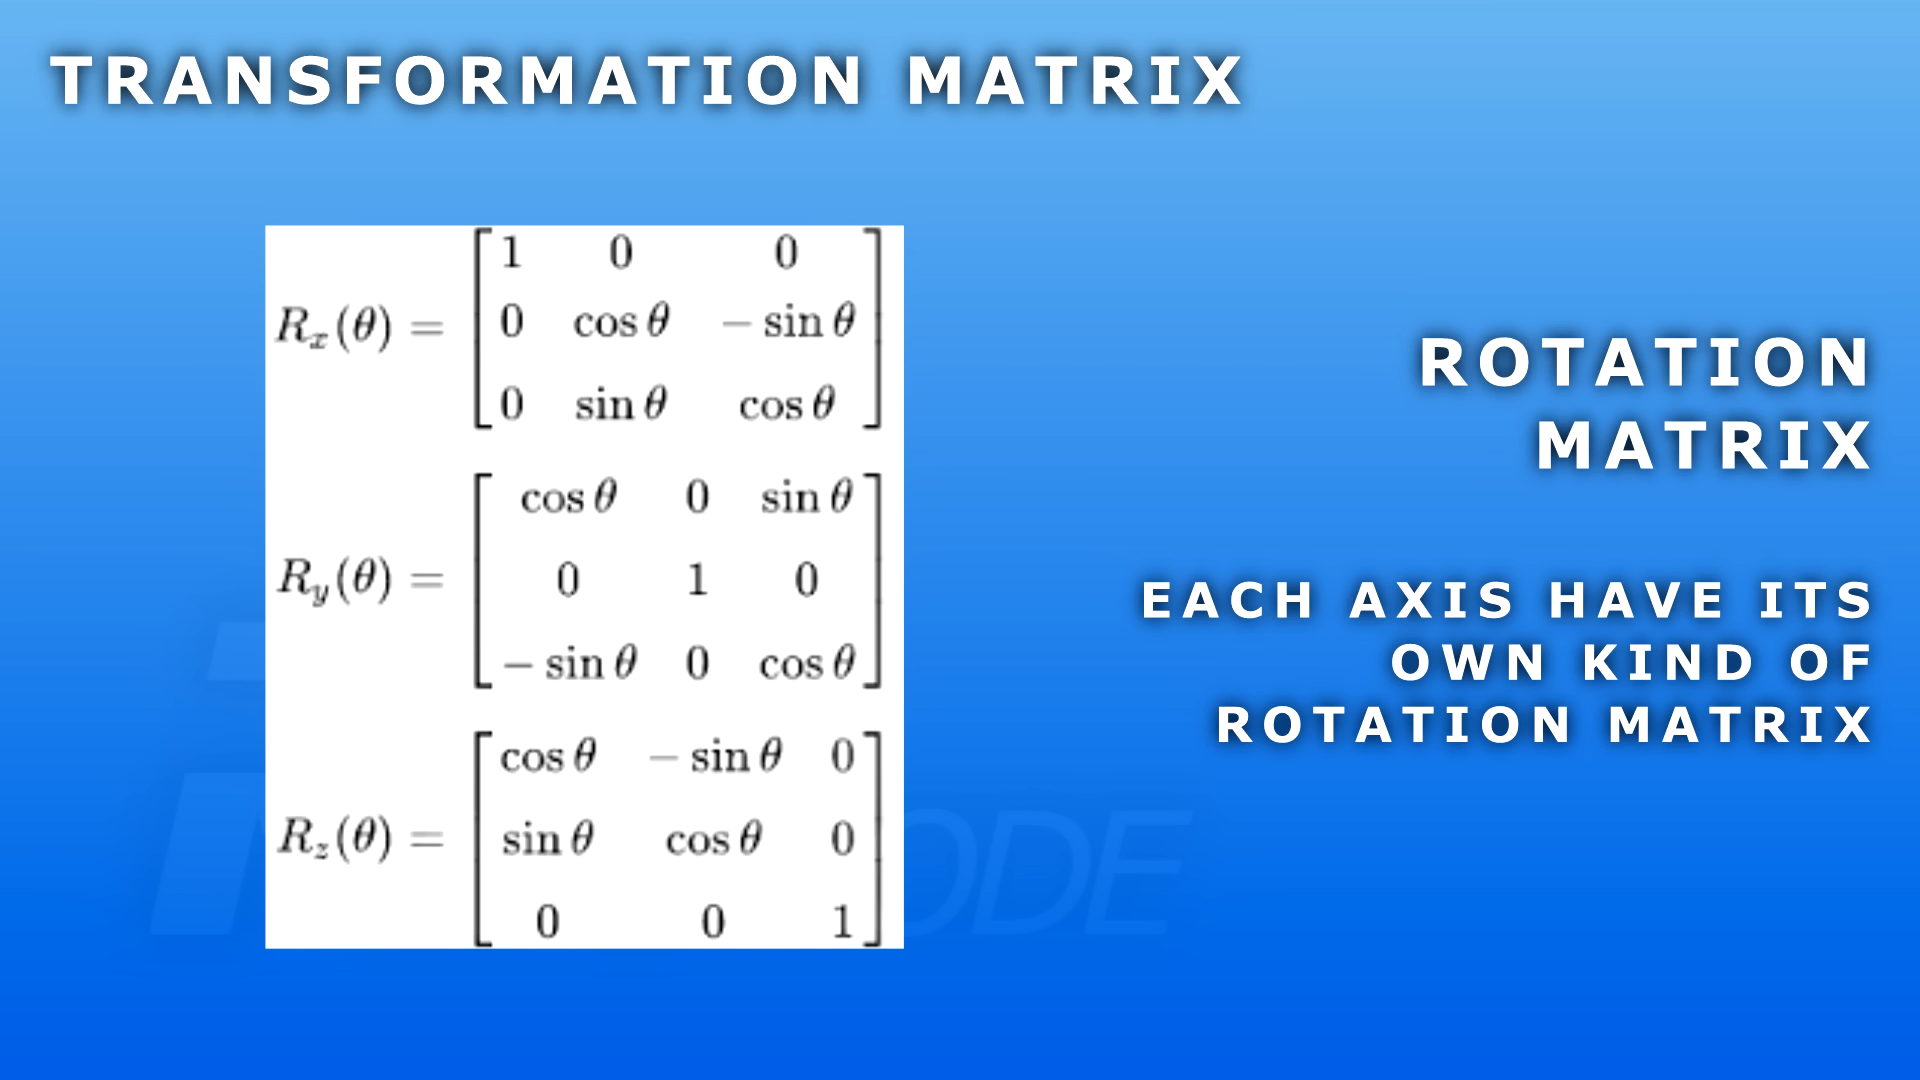 TRANSFORMATION MATRIX
1 0 0
R_x(θ) = 0 cos θ − sin θ
0 sin θ cos θ
cos θ 0 sin θ
R_y(θ) = 0 1 0
− sin θ 0 cos θ
cos θ − sin θ 0
R_z(θ) = sin θ cos θ 0
0 0 1
ROTATION
MATRIX
EACH AXIS HAVE ITS
OWN KIND OF
ROTATION MATRIX